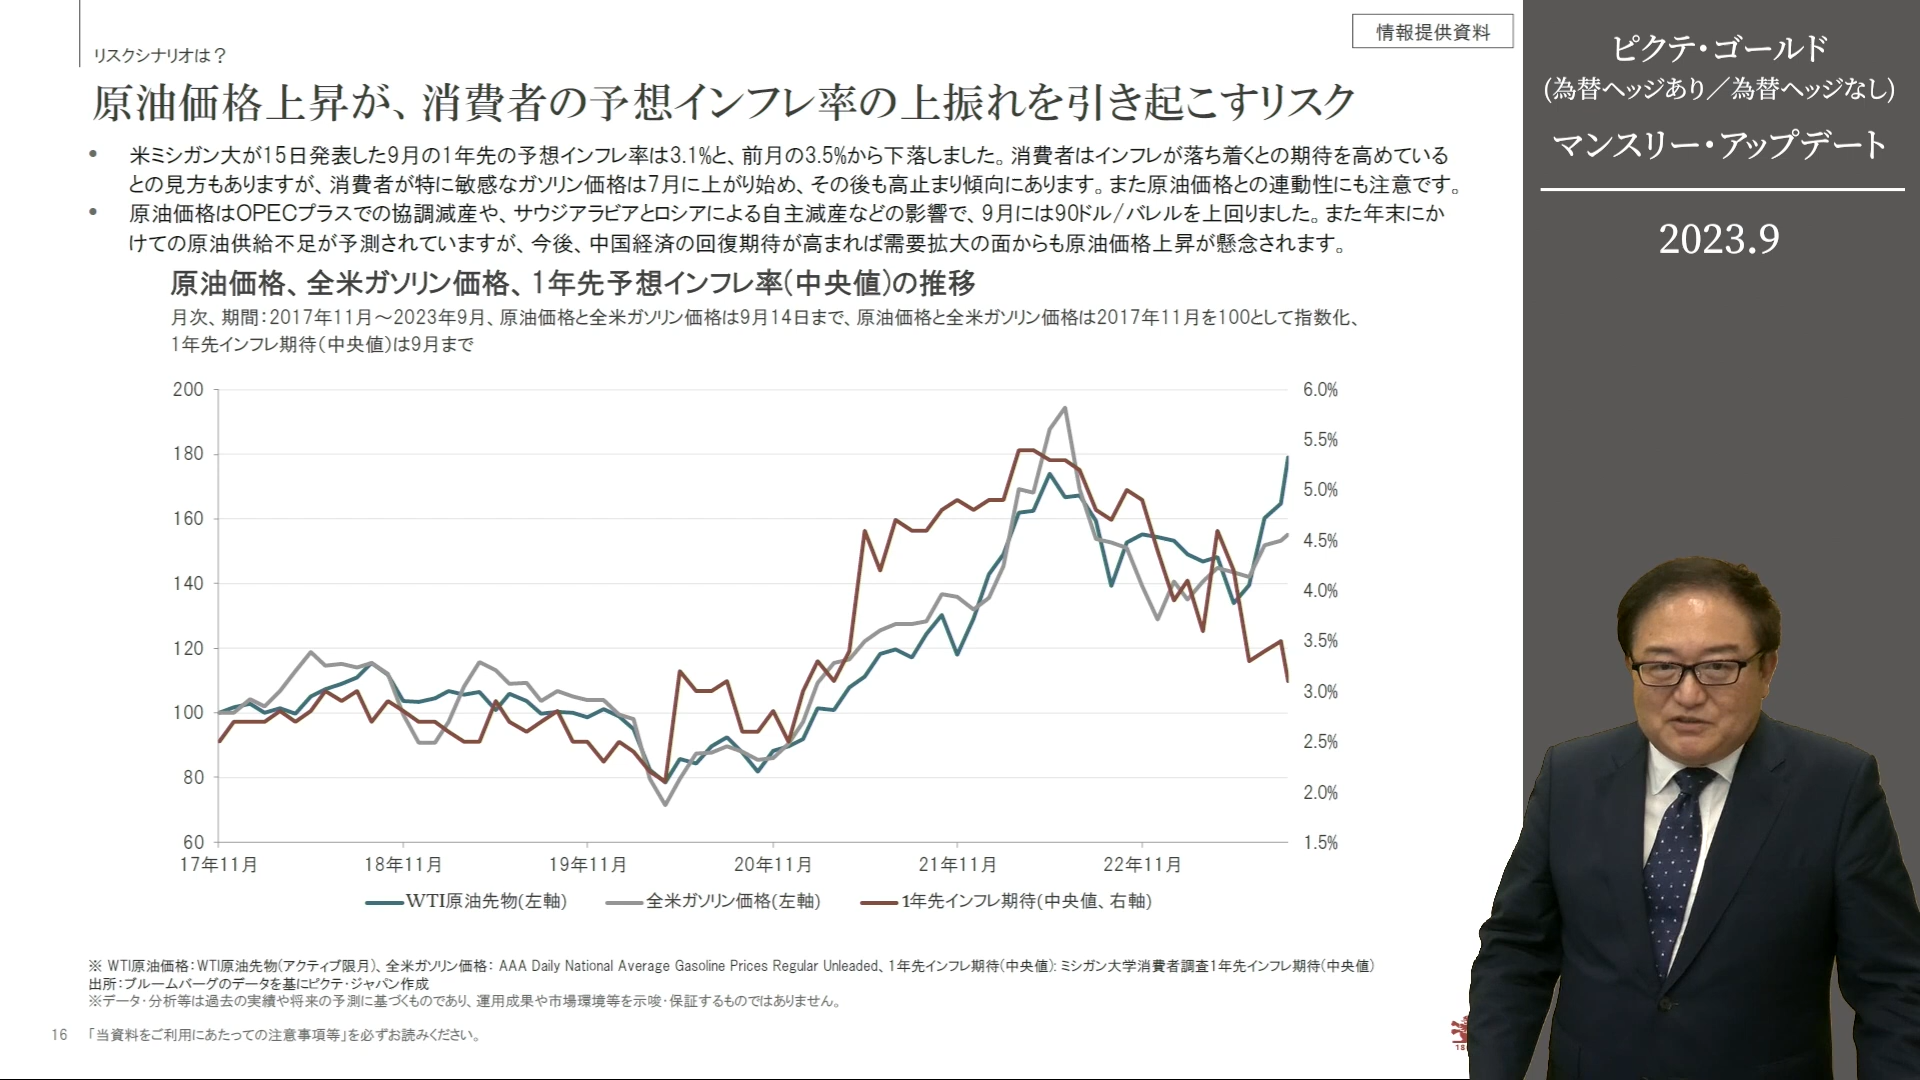 情報提供資料
リスクシナリオは？
原油価格上昇が、消費者の予想インフレ率の上振れを引き起こすリスク
• 米ミシガン大が15日発表した9月の1年先の予想インフレ率は3.1%と、前月の3.5%から下落しました。消費者はインフレが落ち着くとの期待を高めている
との見方もありますが、消費者が特に敏感なガソリン価格は7月に上がり始め、その後も高止まり傾向にあります。また原油価格との連動性にも注意です。
• 原油価格はOPECプラスでの協調減産や、サウジアラビアとロシアによる自主減産などの影響で、9月には90ドル/バレルを上回りました。また年末にか
けての原油供給不足が予測されていますが、今後、中国経済の回復期待が高まれば需要拡大の面からも原油価格上昇が懸念されます。
原油価格、全米ガソリン価格、1年先予想インフレ率(中央値)の推移
月次、期間：2017年11月～2023年9月、原油価格と全米ガソリン価格は9月14日まで、原油価格と全米ガソリン価格は2017年11月を100として指数化、
1年先インフレ期待(中央値)は9月まで
200
180
160
140
120
100
80
60
6.0%
5.5%
5.0%
4.5%
4.0%
3.5%
3.0%
2.5%
2.0%
1.5%
17年11月 18年11月 19年11月 20年11月 21年11月 22年11月
WTI原油先物(左軸) 全米ガソリン価格(左軸) 1年先インフレ期待(中央値、右軸)
※ WTI原油価格：WTI原油先物(アクティブ限月)、全米ガソリン価格： AAA Daily National Average Gasoline Prices Regular Unleaded、1年先インフレ期待(中央値)：ミシガン大学消費者調査1年先インフレ期待(中央値)
出所：ブルームバーグのデータを基にピクテ・ジャパン作成
※データ・分析等は過去の実績や将来の予測に基づくものであり、運用成果や市場環境等を示唆・保証するものではありません。
16 「当資料をご利用にあたっての注意事項等」を必ずお読みください。
ピクテ・ゴールド
(為替ヘッジあり／為替ヘッジなし)
マンスリー・アップデート
2023.9